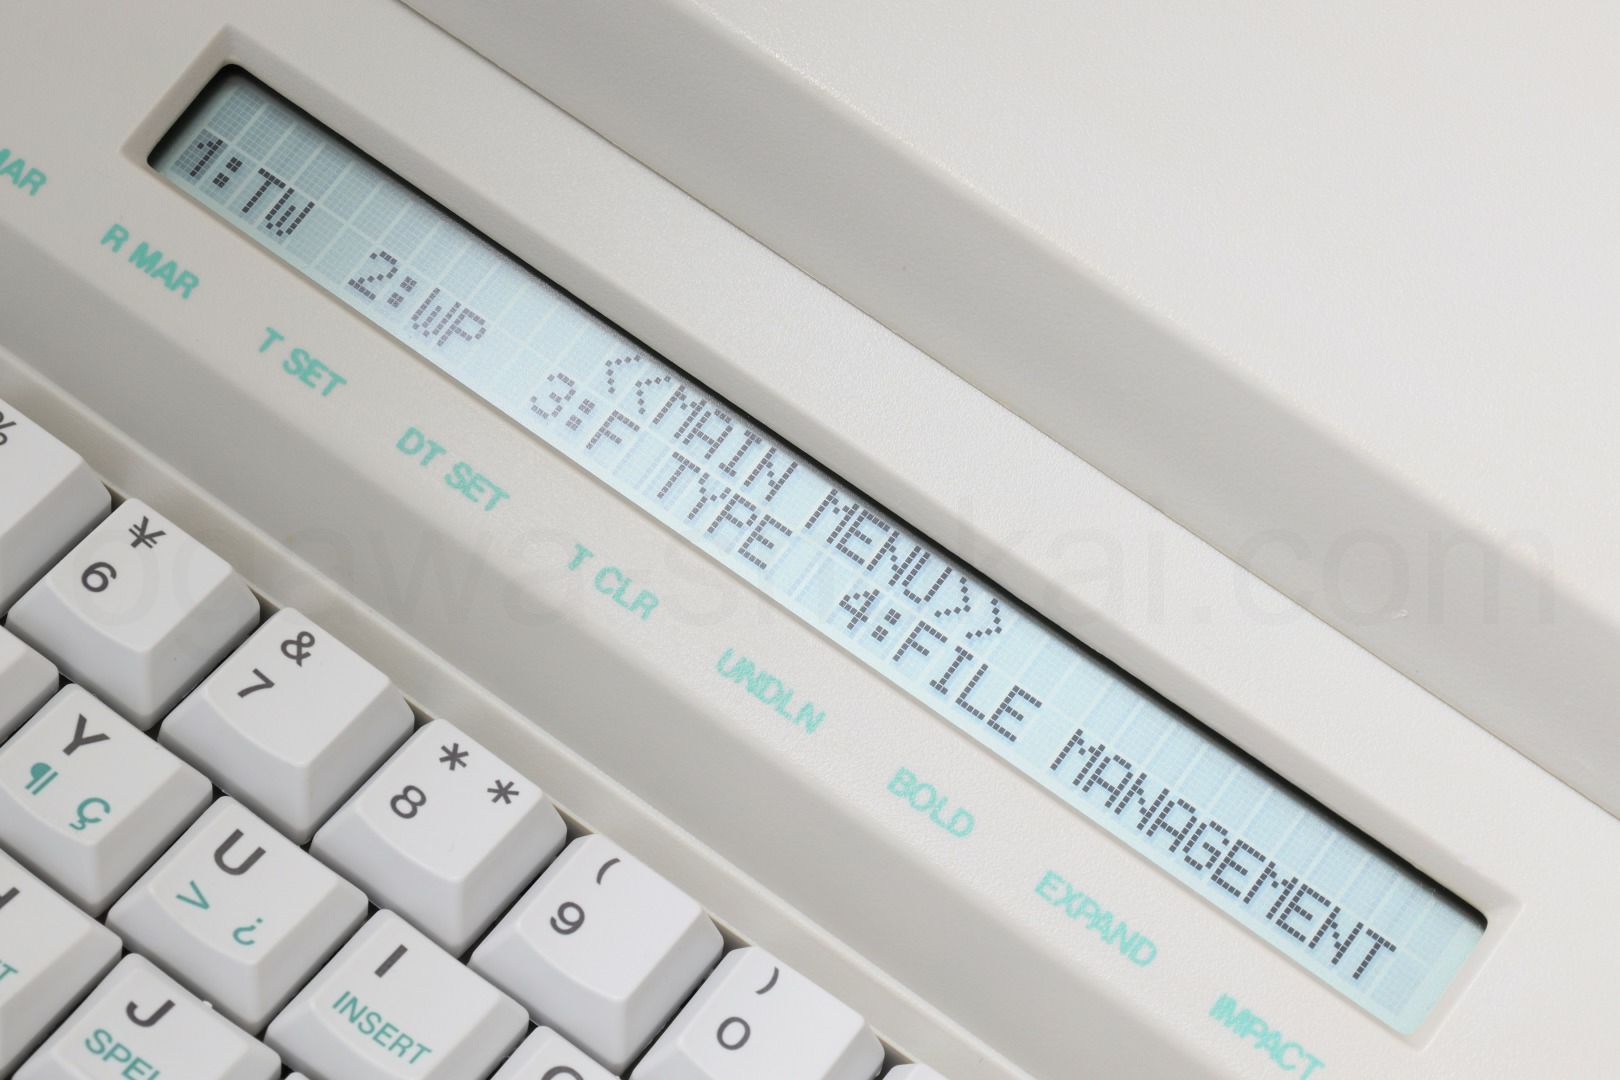 <<MAIN MENU>>
1:TW 2:WP 3:F TYPE 4:FILE MANAGEMENT
MAR
R MAR
T SET
DT SET
T CLR
UNDLN
BOLD
EXPAND
IMPACT
%
¥ 6
& 7
* 8 *
( 9
) 0
Y ¶ ç
U > ¿
I INSERT
J